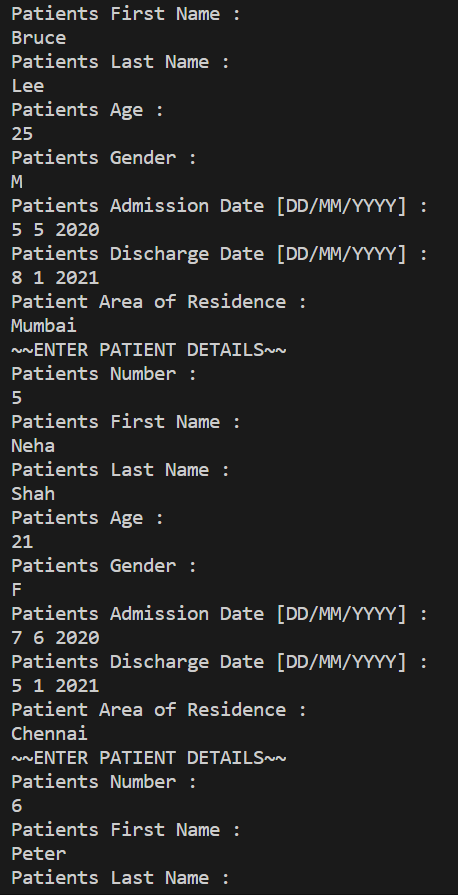 Patients First Name :
Bruce
Patients Last Name :
Lee
Patients Age :
25
Patients Gender :
M
Patients Admission Date [DD/MM/YYYY] :
5 5 2020
Patients Discharge Date [DD/MM/YYYY] :
8 1 2021
Patient Area of Residence :
Mumbai
~~ENTER PATIENT DETAILS~~
Patients Number :
5
Patients First Name :
Neha
Patients Last Name :
Shah
Patients Age :
21
Patients Gender :
F
Patients Admission Date [DD/MM/YYYY] :
7 6 2020
Patients Discharge Date [DD/MM/YYYY] :
5 1 2021
Patient Area of Residence :
Chennai
~~ENTER PATIENT DETAILS~~
Patients Number :
6
Patients First Name :
Peter
Patients Last Name :